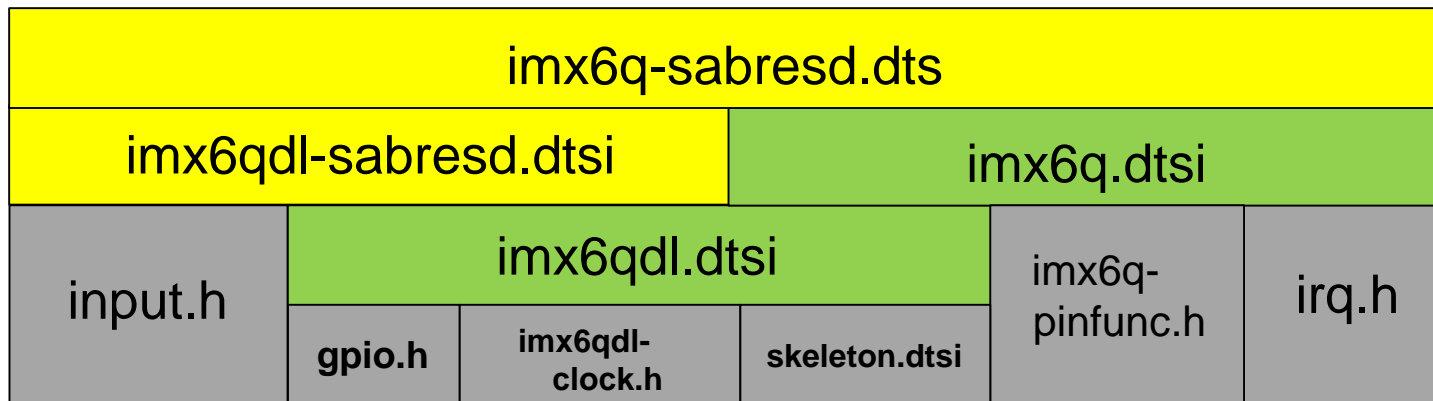 imx6q-sabresd.dts
imx6qdl-sabresd.dtsi
imx6q.dtsi
input.h
imx6qdl.dtsi
imx6q-
pinfunc.h
irq.h
gpio.h
imx6qdl-
clock.h
skeleton.dtsi